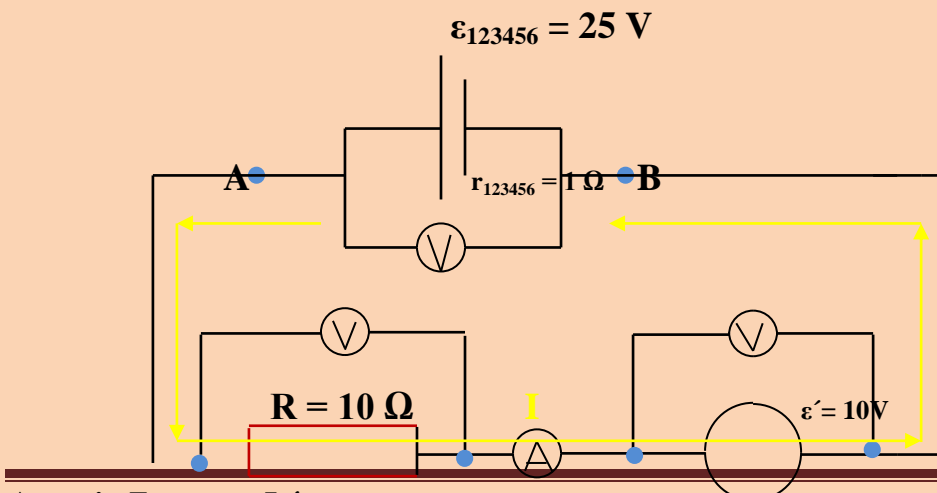 ε123456 = 25 V
A
r123456 = 1 Ω
B
V
V
V
R = 10 Ω
I
ε´= 10V
A